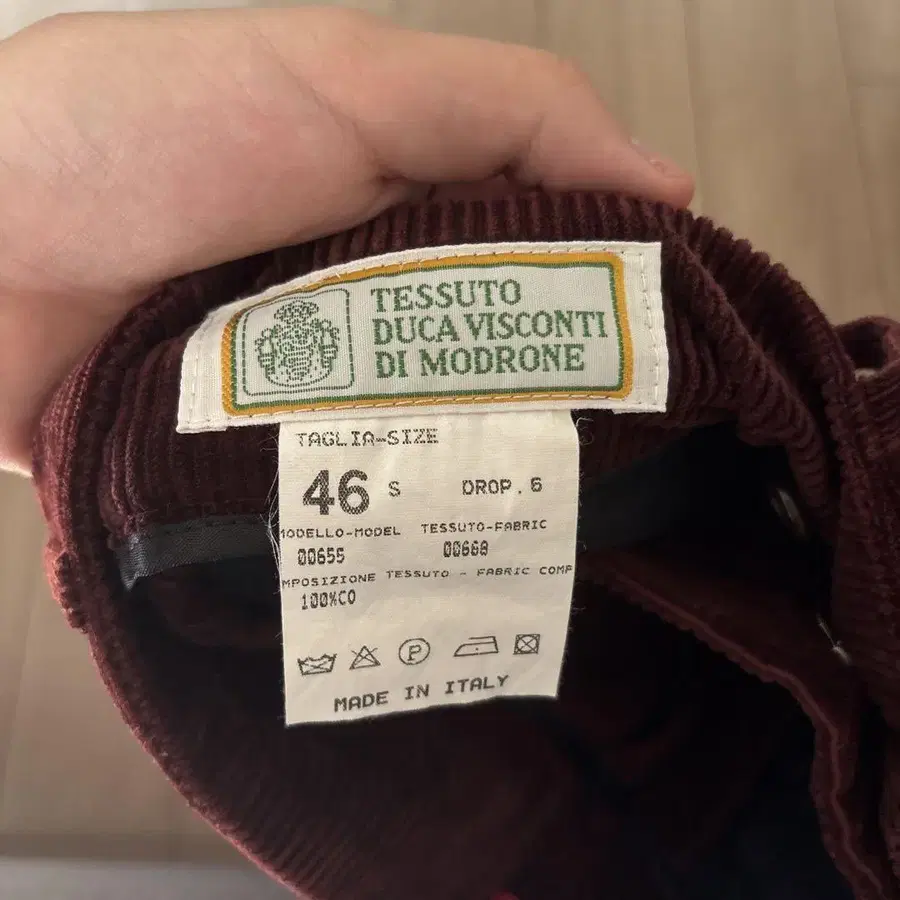 TESSUTO
DUCA VISCONTI
DI MODRONE
TAGLIA-SIZE
46 S DROP.6
MODELLO-MODEL TESSUTO-FABRIC
00655 00668
MPOSIZIONE TESSUTO - FABRIC COMP
100%CO
P
MADE IN ITALY